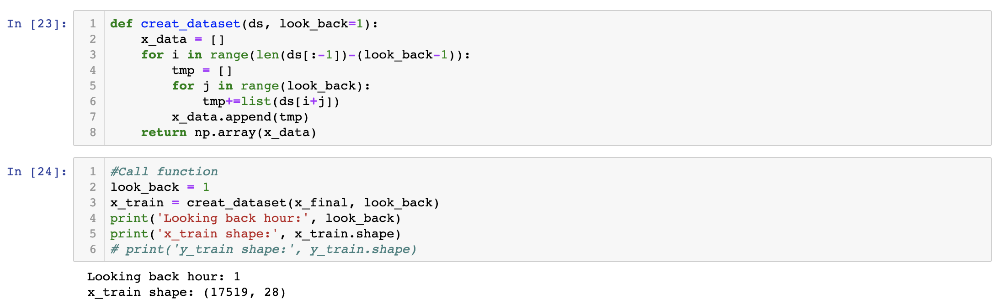 In [23]:
1 def creat_dataset(ds, look_back=1):
2     x_data = []
3     for i in range(len(ds[:-1])-(look_back-1)):
4         tmp = []
5         for j in range(look_back):
6             tmp+=list(ds[i+j])
7         x_data.append(tmp)
8     return np.array(x_data)
In [24]:
1 #Call function
2 look_back = 1
3 x_train = creat_dataset(x_final, look_back)
4 print('Looking back hour:', look_back)
5 print('x_train shape:', x_train.shape)
6 # print('y_train shape:', y_train.shape)
Looking back hour: 1
x_train shape: (17519, 28)